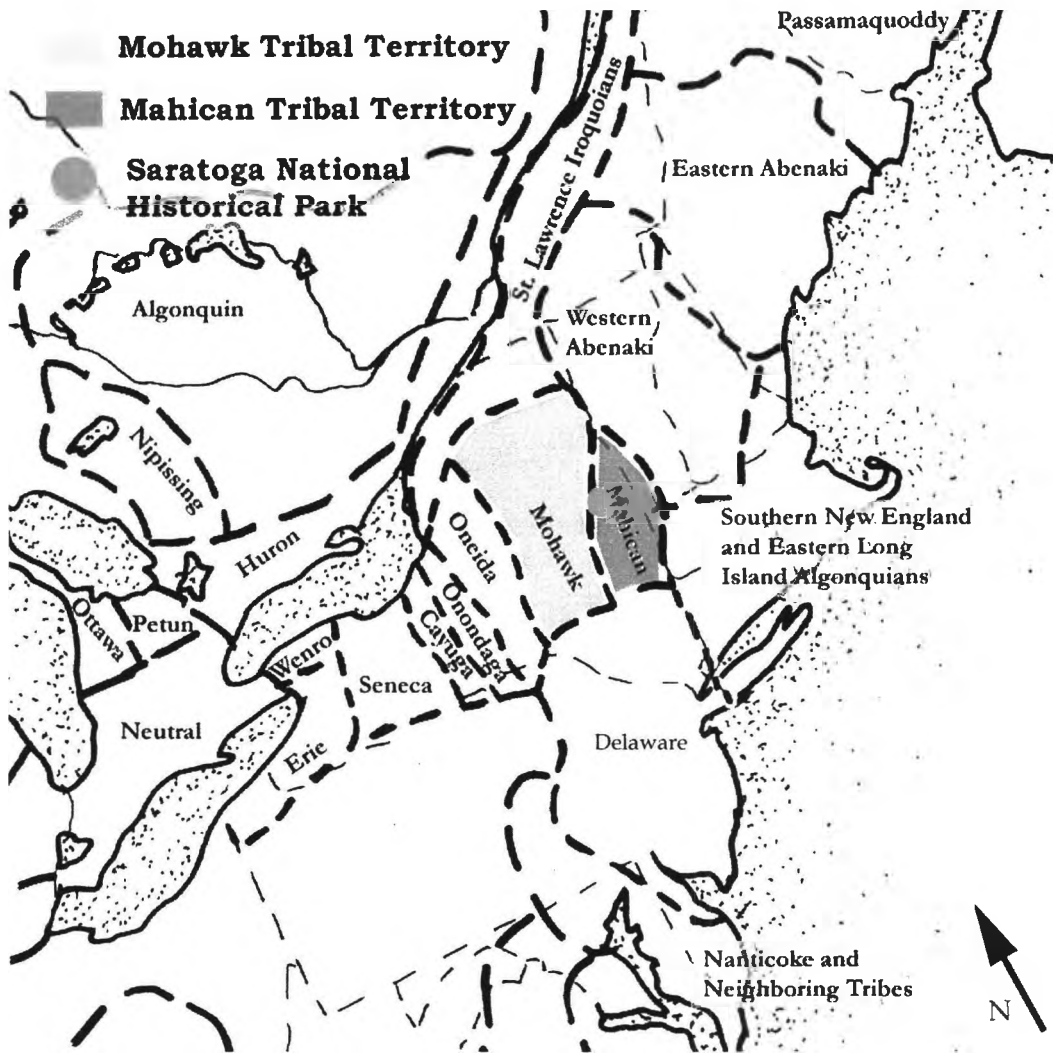 Mohawk Tribal Territory
Mahican Tribal Territory
Saratoga National
Historical Park
Passamaquoddy
St. Lawrence Iroquoians
Eastern Abenaki
Algonquin
Western
Abenaki
Nipissing
Huron
Oneida
Mohawk
Mahican
Southern New England
and Eastern Long
Island Algonquians
Ottawa
Petun
Wenro
Onondaga
Cayuga
Seneca
Neutral
Erie
Delaware
Nanticoke and
Neighboring Tribes
N